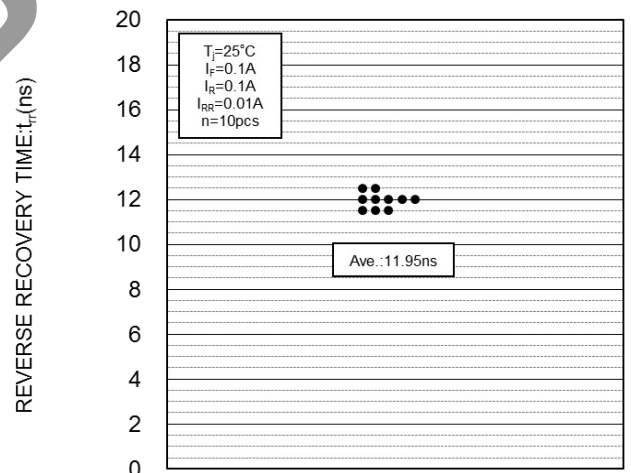 REVERSE RECOVERY TIME:trr(ns)
20
18
16
14
12
10
8
6
4
2
0
Tj=25°C
IF=0.1A
IR=0.1A
IRR=0.01A
n=10pcs
Ave.:11.95ns